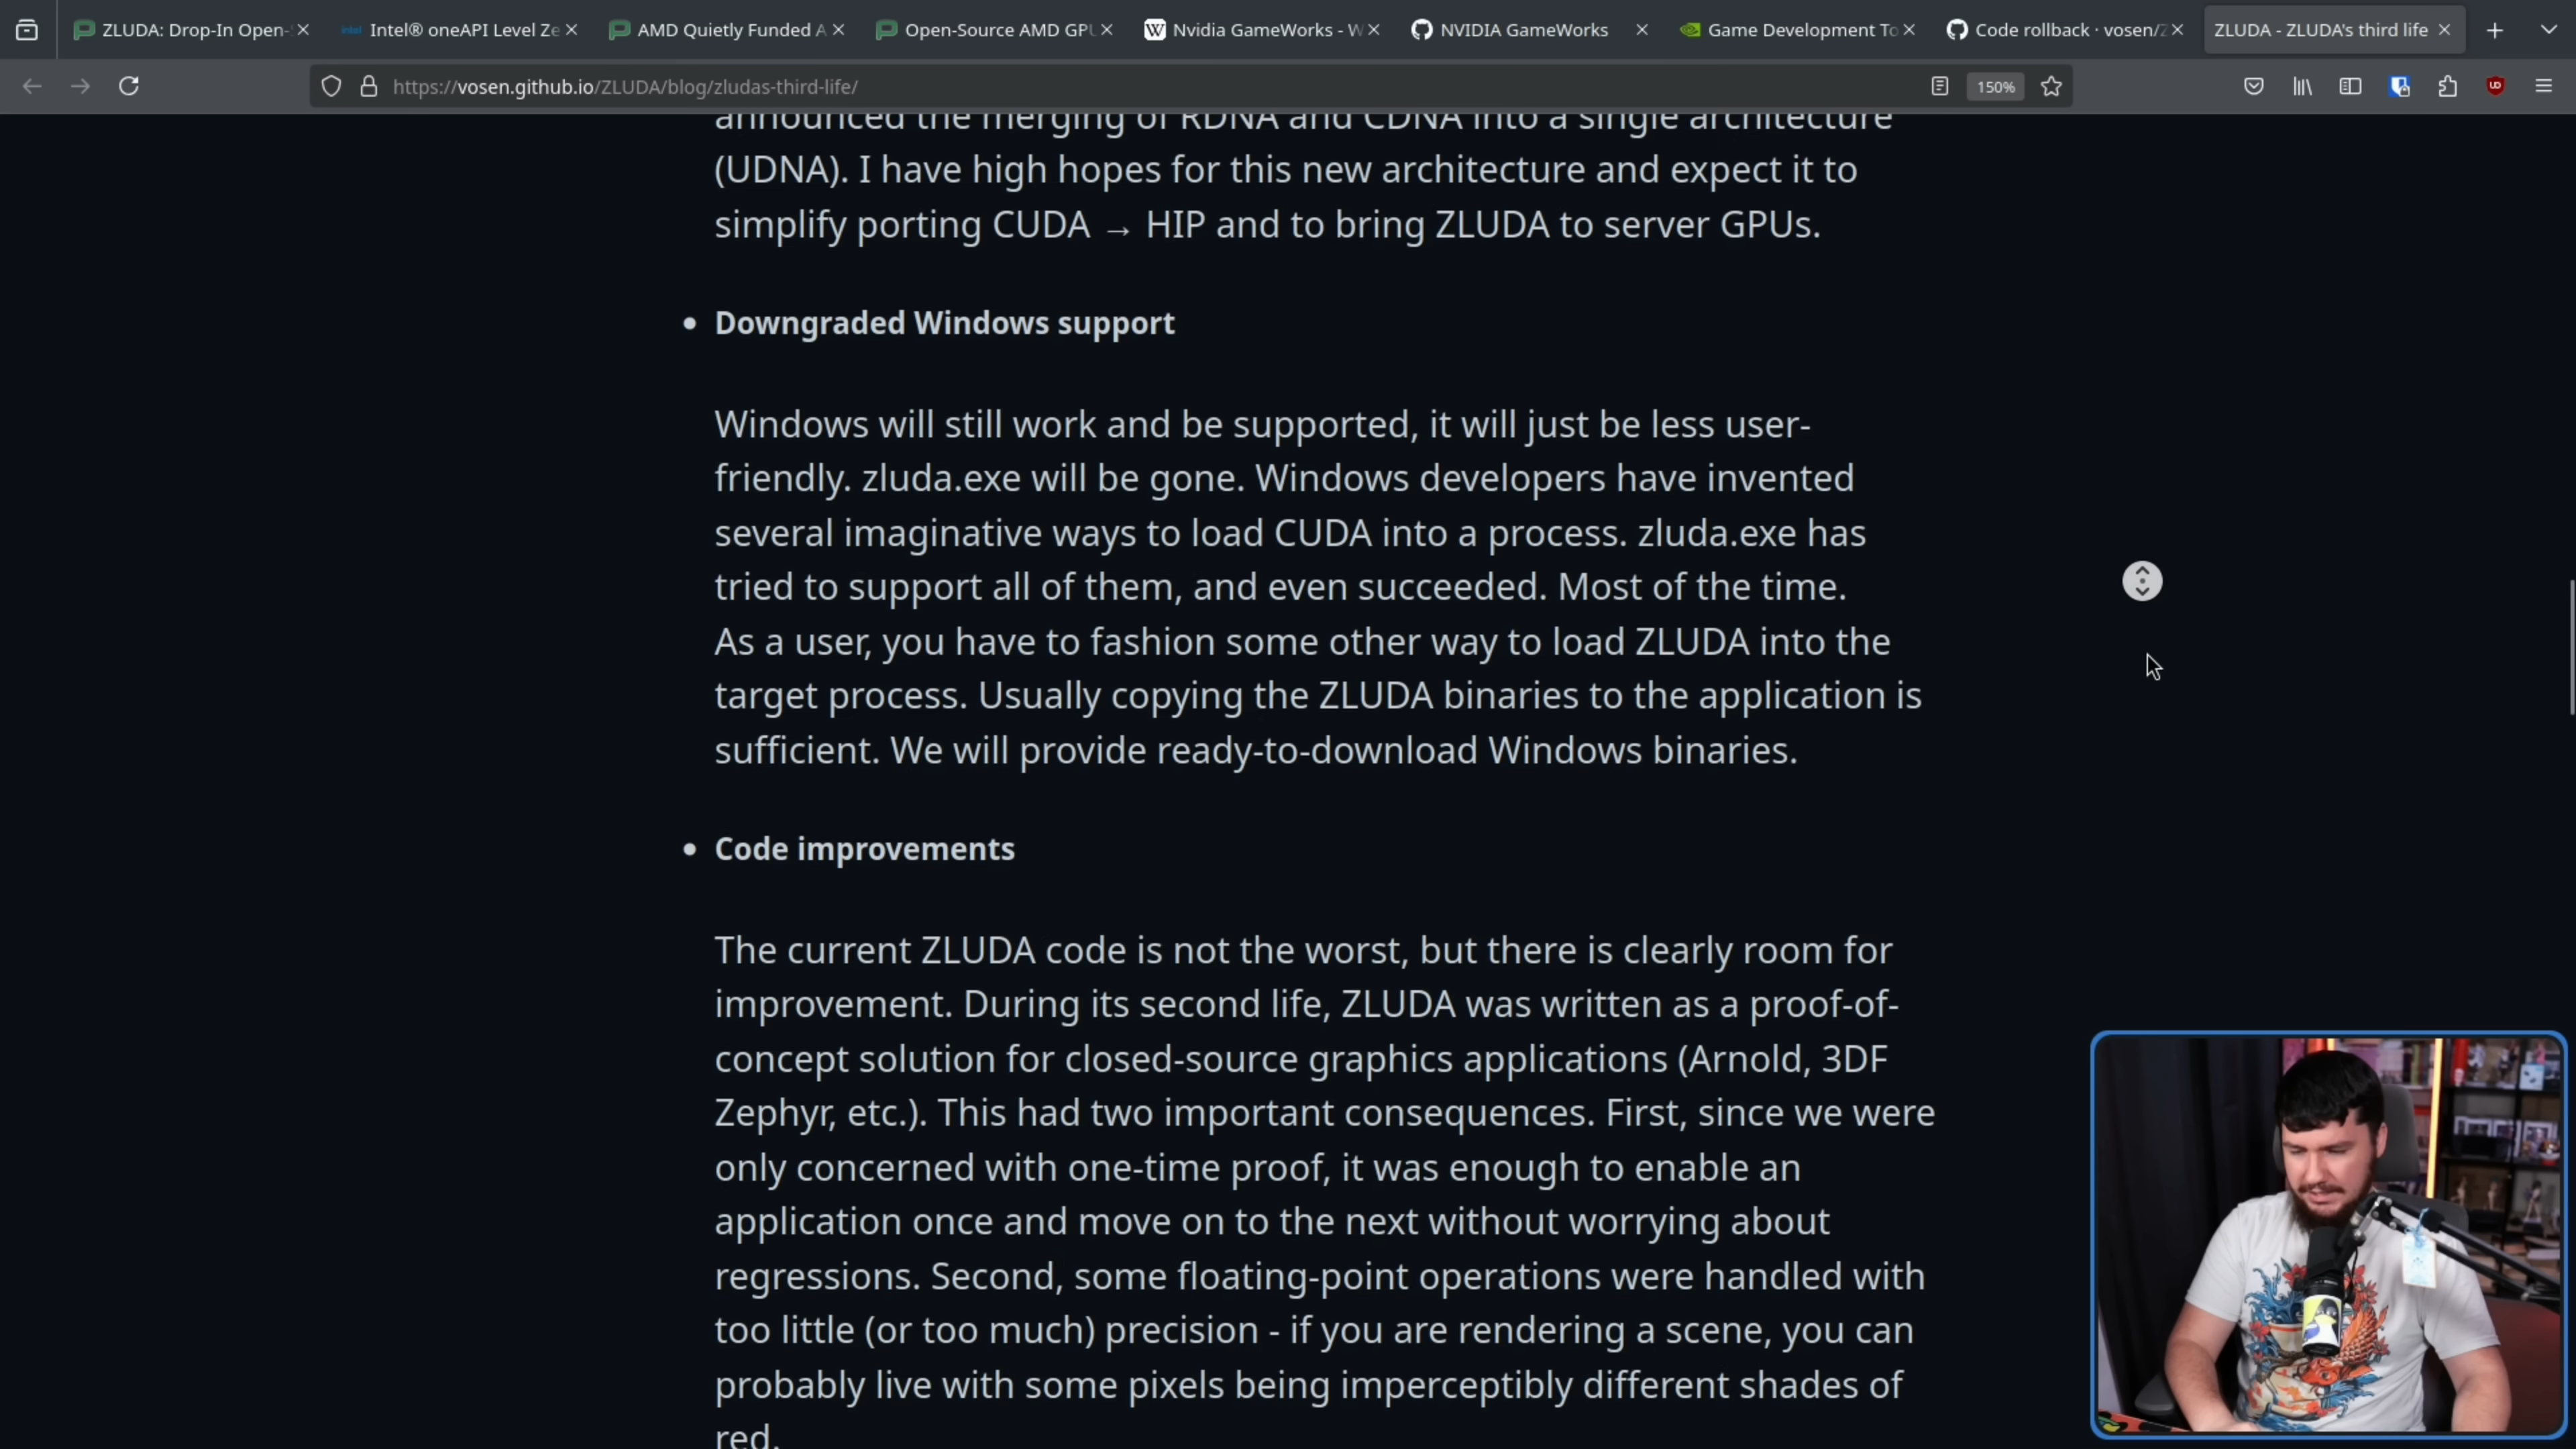 ZLUDA: Drop-In Open-
Intel® oneAPI Level Ze
AMD Quietly Funded A
Open-Source AMD GPU
Nvidia GameWorks - W
NVIDIA GameWorks
Game Development To
Code rollback · vosen/Z
ZLUDA - ZLUDA's third life
https://vosen.github.io/ZLUDA/blog/zludas-third-life/
150%
announced the merging of RDNA and CDNA into a single architecture
(UDNA). I have high hopes for this new architecture and expect it to
simplify porting CUDA → HIP and to bring ZLUDA to server GPUs.
• Downgraded Windows support
Windows will still work and be supported, it will just be less user-
friendly. zluda.exe will be gone. Windows developers have invented
several imaginative ways to load CUDA into a process. zluda.exe has
tried to support all of them, and even succeeded. Most of the time.
As a user, you have to fashion some other way to load ZLUDA into the
target process. Usually copying the ZLUDA binaries to the application is
sufficient. We will provide ready-to-download Windows binaries.
• Code improvements
The current ZLUDA code is not the worst, but there is clearly room for
improvement. During its second life, ZLUDA was written as a proof-of-
concept solution for closed-source graphics applications (Arnold, 3DF
Zephyr, etc.). This had two important consequences. First, since we were
only concerned with one-time proof, it was enough to enable an
application once and move on to the next without worrying about
regressions. Second, some floating-point operations were handled with
too little (or too much) precision - if you are rendering a scene, you can
probably live with some pixels being imperceptibly different shades of
red.